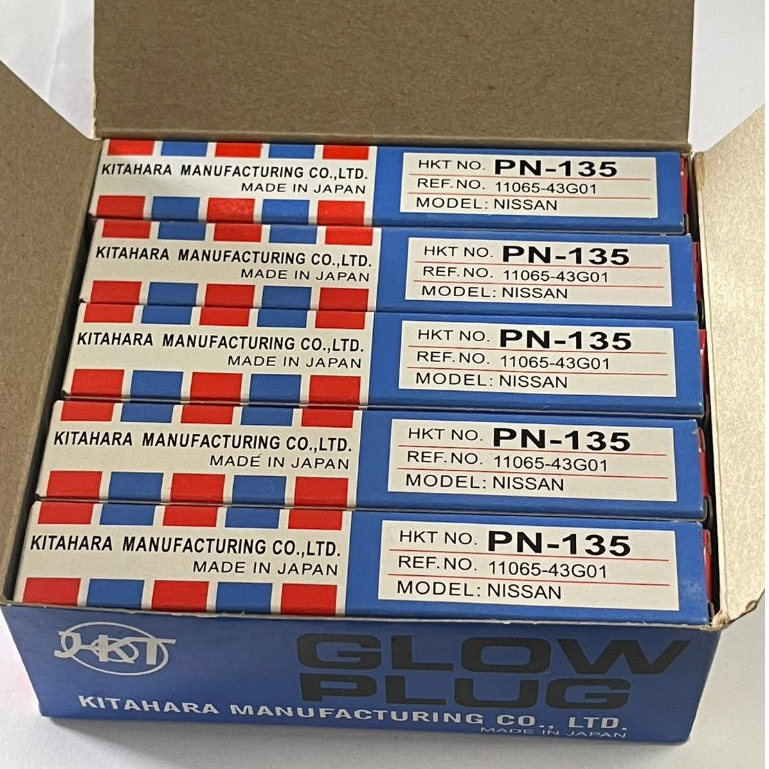 KITAHARA MANUFACTURING CO.,LTD.
MADE IN JAPAN
HKT NO. PN-135
REF.NO. 11065-43G01
MODEL: NISSAN
KITAHARA MANUFACTURING CO.,LTD.
MADE IN JAPAN
HKT NO. PN-135
REF.NO. 11065-43G01
MODEL: NISSAN
KITAHARA MANUFACTURING CO.,LTD.
MADE IN JAPAN
HKT NO. PN-135
REF.NO. 11065-43G01
MODEL: NISSAN
KITAHARA MANUFACTURING CO.,LTD.
MADE IN JAPAN
HKT NO. PN-135
REF.NO. 11065-43G01
MODEL: NISSAN
KITAHARA MANUFACTURING CO.,LTD.
MADE IN JAPAN
HKT NO. PN-135
REF.NO. 11065-43G01
MODEL: NISSAN
HKT
GLOW
PLUG
KITAHARA MANUFACTURING CO., LTD.
MADE IN JAPAN